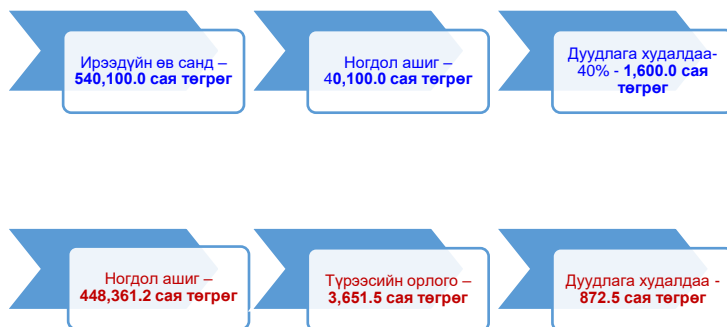 Ирээдүйн өв санд –
540,100.0 сая төгрөг
Ногдол ашиг –
40,100.0 сая төгрөг
Дуудлага худалдаа-
40% - 1,600.0 сая
төгрөг
Ногдол ашиг –
448,361.2 сая төгрөг
Түрээсийн орлого –
3,651.5 сая төгрөг
Дуудлага худалдаа -
872.5 сая төгрөг